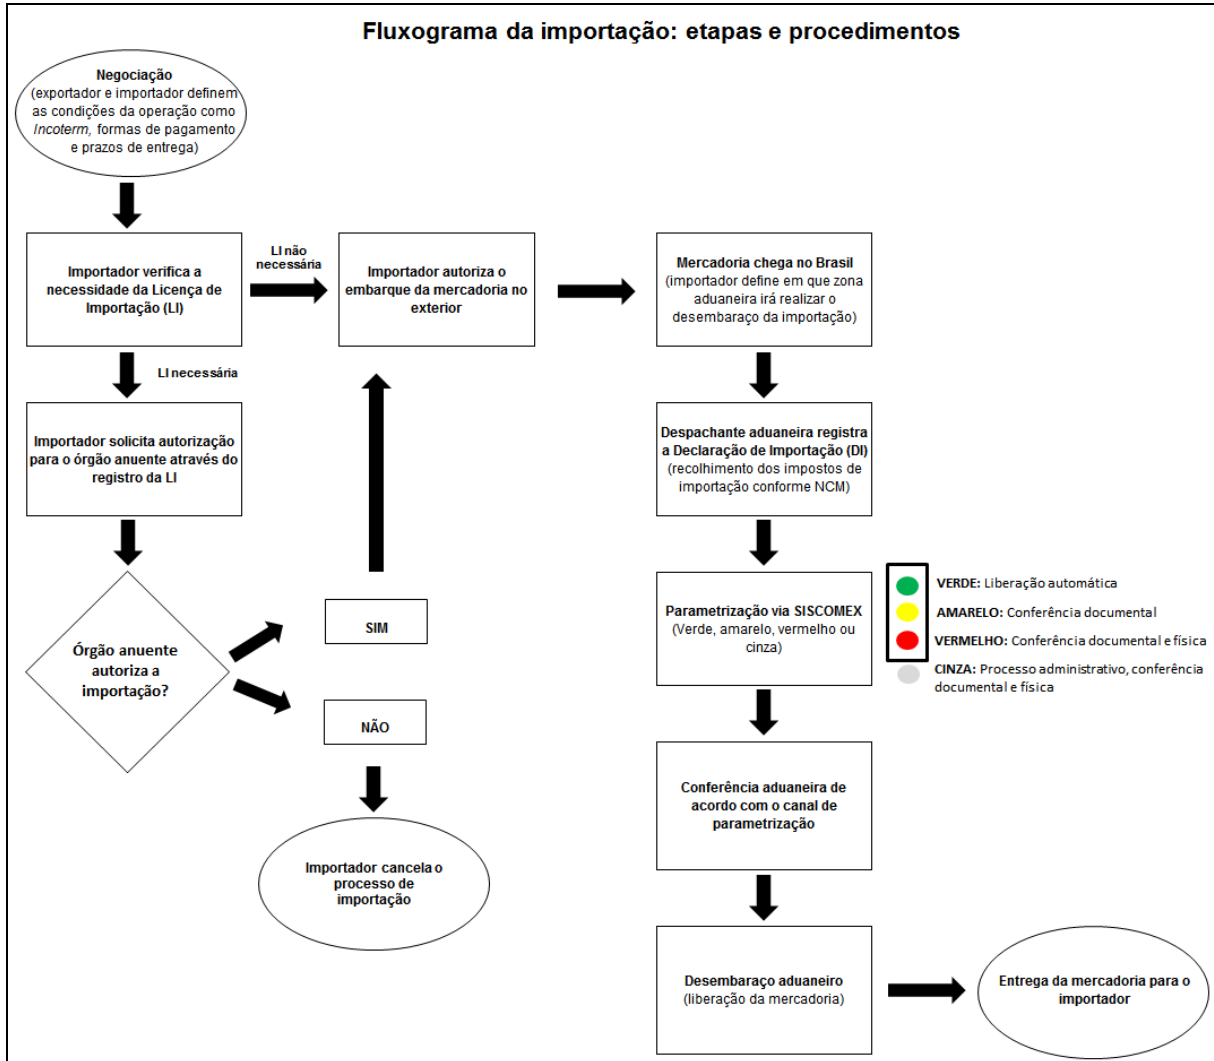 Fluxograma da importação: etapas e procedimentos
Negociação
(exportador e importador definem
as condições da operação como
Incoterm, formas de pagamento
e prazos de entrega)
Importador verifica a
necessidade da Licença de
Importação (LI)
LI não
necessária
Importador autoriza o
embarque da mercadoria no
exterior
Mercadoria chega no Brasil
(importador define em que zona
aduaneira irá realizar o
desembaraço da importação)
LI necessária
Importador solicita autorização
para o órgão anuente através do
registro da LI
Despachante aduaneira registra
a Declaração de Importação (DI)
(recolhimento dos impostos de
importação conforme NCM)
Órgão anuente
autoriza a
importação?
SIM
NÃO
Importador cancela o
processo de
importação
Parametrização via SISCOMEX
(Verde, amarelo, vermelho ou
cinza)
VERDE: Liberação automática
AMARELO: Conferência documental
VERMELHO: Conferência documental e física
CINZA: Processo administrativo, conferência
documental e física
Conferência aduaneira de
acordo com o canal de
parametrização
Desembaraço aduaneiro
(liberação da mercadoria)
Entrega da mercadoria para o
importador